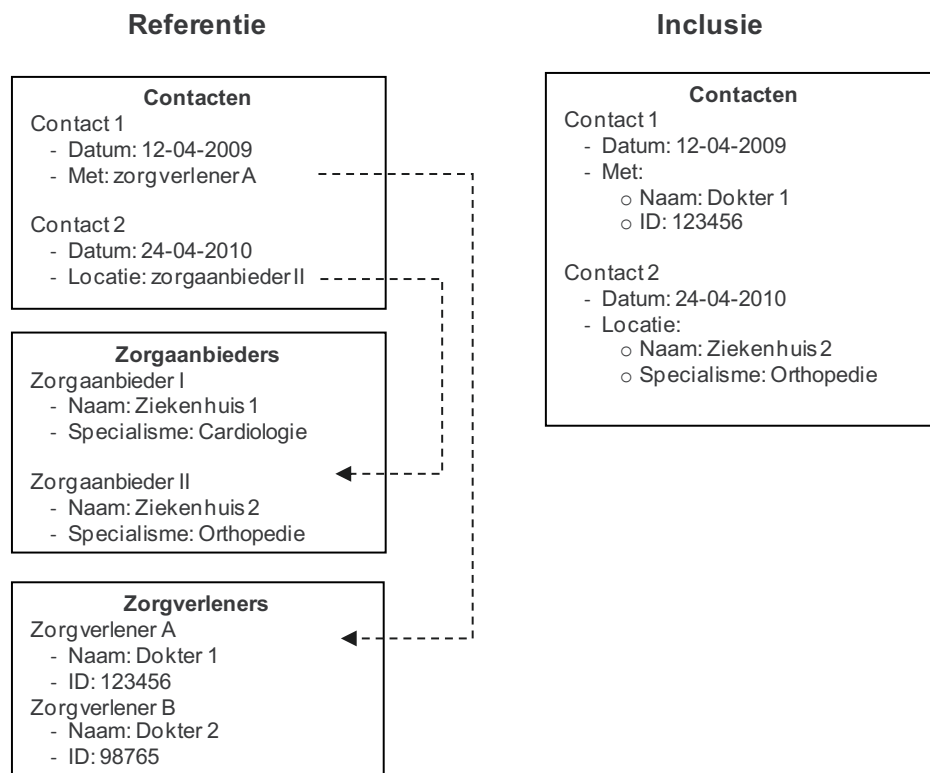 Referentie
Contacten
Contact 1
- Datum: 12-04-2009
- Met: zorgverlener A
Contact 2
- Datum: 24-04-2010
- Locatie: zorgaanbieder II
Zorgaanbieders
Zorgaanbieder I
- Naam: Ziekenhuis 1
- Specialisme: Cardiologie
Zorgaanbieder II
- Naam: Ziekenhuis 2
- Specialisme: Orthopedie
Zorgverleners
Zorgverlener A
- Naam: Dokter 1
- ID: 123456
Zorgverlener B
- Naam: Dokter 2
- ID: 98765
Inclusie
Contacten
Contact 1
- Datum: 12-04-2009
- Met:
o Naam: Dokter 1
o ID: 123456
Contact 2
- Datum: 24-04-2010
- Locatie:
o Naam: Ziekenhuis 2
o Specialisme: Orthopedie